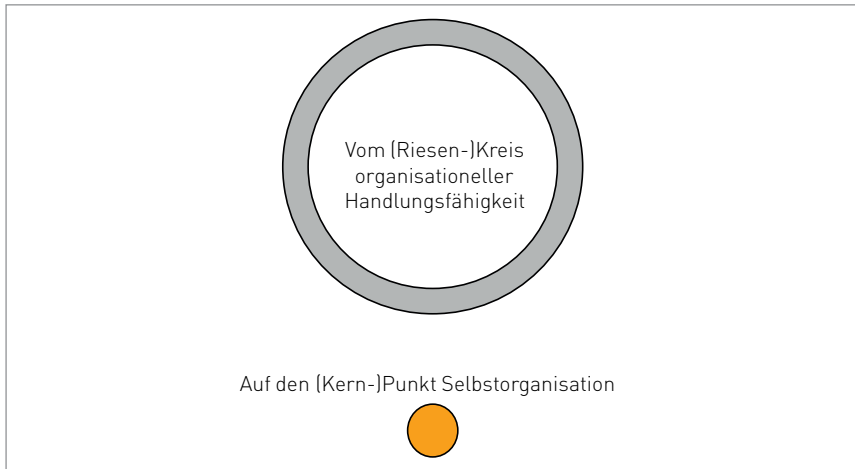 Vom (Riesen-)Kreis
organisationeller
Handlungsfähigkeit
Auf den (Kern-)Punkt Selbstorganisation